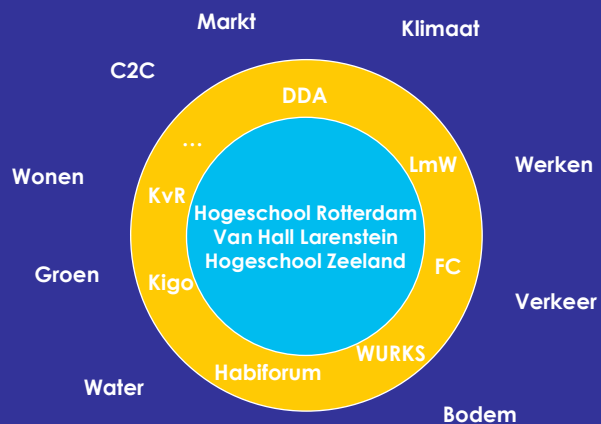 Markt
Klimaat
C2C
DDA
…
LmW
Werken
Wonen
KvR
Hogeschool Rotterdam
Van Hall Larenstein
Hogeschool Zeeland
Groen
Kigo
FC
Verkeer
WURKS
Habiforum
Water
Bodem